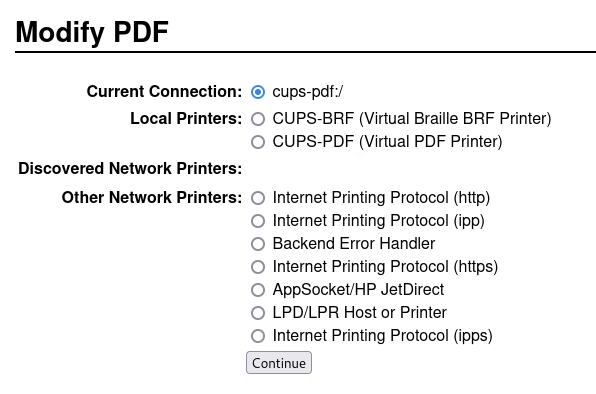 Modify PDF
Current Connection: cups-pdf:/
Local Printers: CUPS-BRF (Virtual Braille BRF Printer)
CUPS-PDF (Virtual PDF Printer)
Discovered Network Printers:
Other Network Printers: Internet Printing Protocol (http)
Internet Printing Protocol (ipp)
Backend Error Handler
Internet Printing Protocol (https)
AppSocket/HP JetDirect
LPD/LPR Host or Printer
Internet Printing Protocol (ipps)
Continue